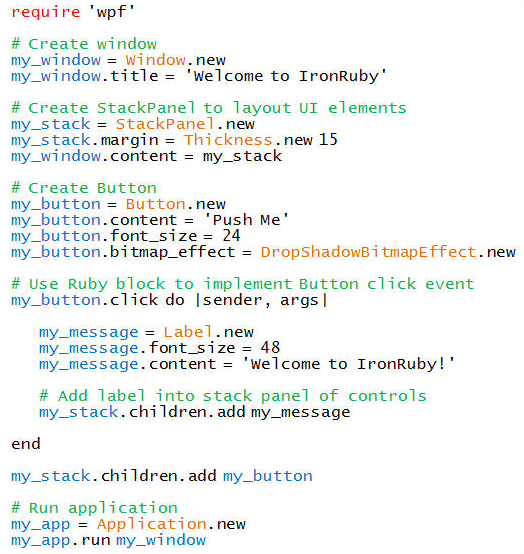 require 'wpf'
# Create window
my_window = Window.new
my_window.title = 'Welcome to IronRuby'
# Create StackPanel to layout UI elements
my_stack = StackPanel.new
my_stack.margin = Thickness.new 15
my_window.content = my_stack
# Create Button
my_button = Button.new
my_button.content = 'Push Me'
my_button.font_size = 24
my_button.bitmap_effect = DropShadowBitmapEffect.new
# Use Ruby block to implement Button click event
my_button.click do |sender, args|
my_message = Label.new
my_message.font_size = 48
my_message.content = 'Welcome to IronRuby!'
# Add label into stack panel of controls
my_stack.children.add my_message
end
my_stack.children.add my_button
# Run application
my_app = Application.new
my_app.run my_window